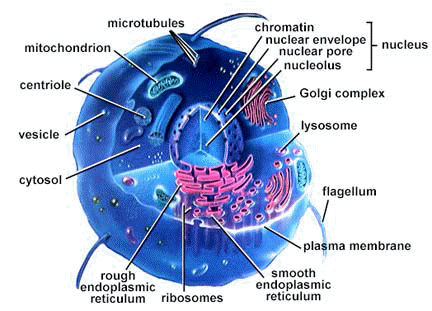 microtubules
mitochondrion
centriole
vesicle
cytosol
chromatin
nuclear envelope
nuclear pore
nucleolus
nucleus
Golgi complex
lysosome
flagellum
plasma membrane
rough
endoplasmic
reticulum
ribosomes
smooth
endoplasmic
reticulum